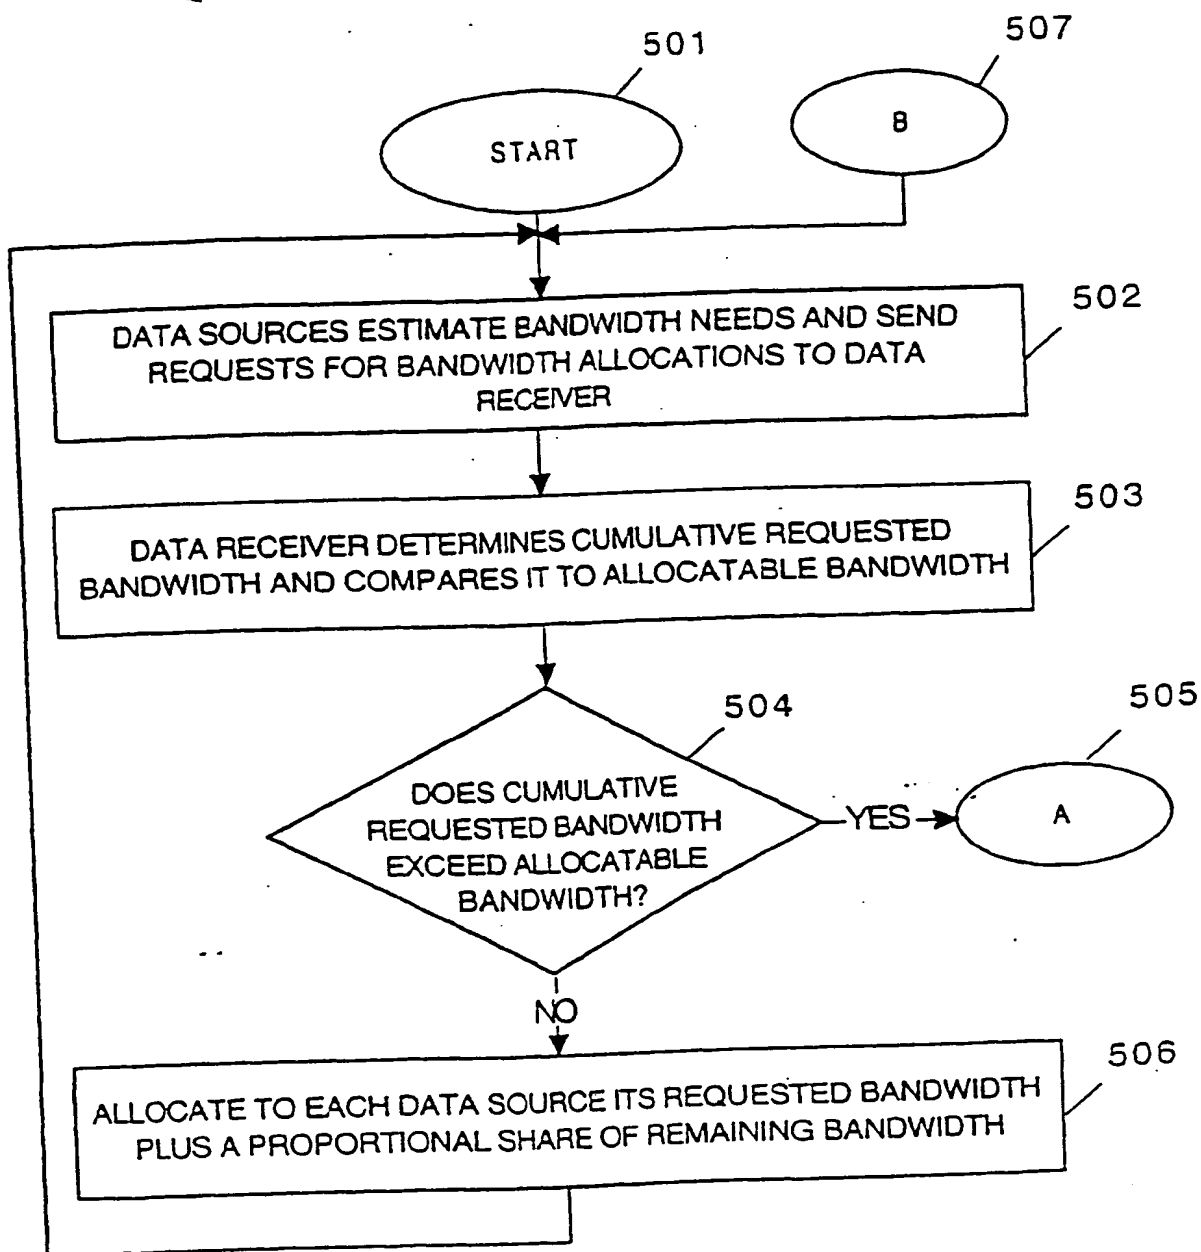 501
507
START
B
502
DATA SOURCES ESTIMATE BANDWIDTH NEEDS AND SEND
REQUESTS FOR BANDWIDTH ALLOCATIONS TO DATA
RECEIVER
503
DATA RECEIVER DETERMINES CUMULATIVE REQUESTED
BANDWIDTH AND COMPARES IT TO ALLOCATABLE BANDWIDTH
504
505
DOES CUMULATIVE
REQUESTED BANDWIDTH
EXCEED ALLOCATABLE
BANDWIDTH?
YES
A
NO
506
ALLOCATE TO EACH DATA SOURCE ITS REQUESTED BANDWIDTH
PLUS A PROPORTIONAL SHARE OF REMAINING BANDWIDTH